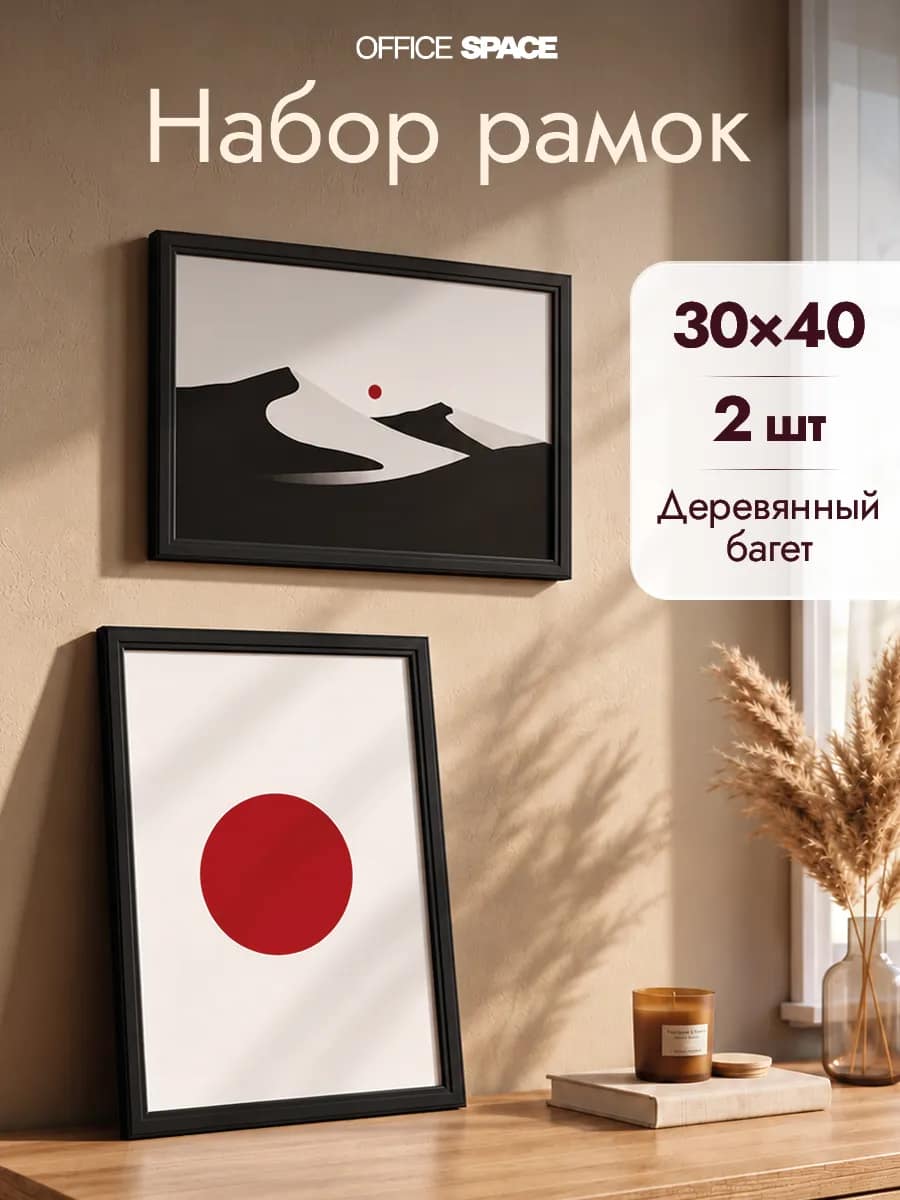 OFFICE SPACE
Набор рамок
30×40
2 шт
Деревянный
багет